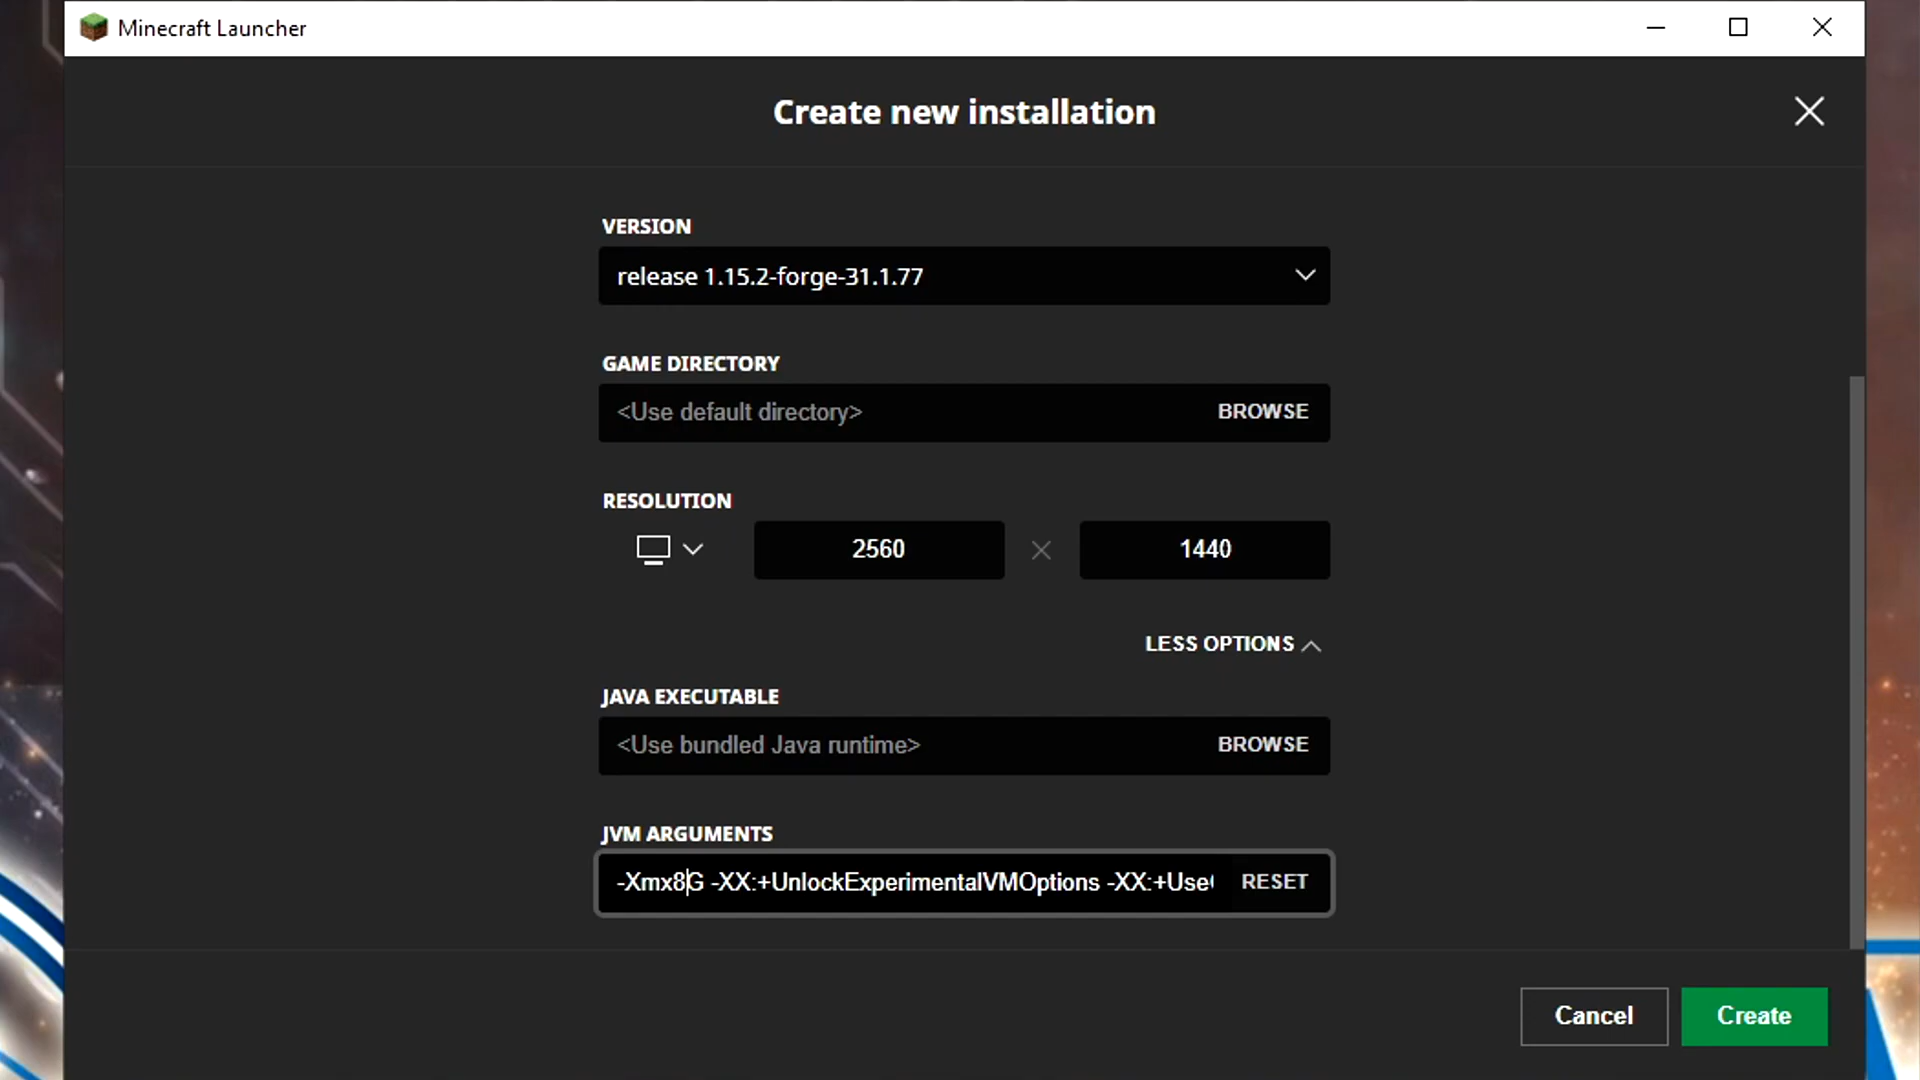 Minecraft Launcher
Create new installation
VERSION
release 1.15.2-forge-31.1.77
GAME DIRECTORY
<Use default directory>
BROWSE
RESOLUTION
2560
1440
LESS OPTIONS
JAVA EXECUTABLE
<Use bundled Java runtime>
BROWSE
JVM ARGUMENTS
-Xmx8G -XX:+UnlockExperimentalVMOptions -XX:+Use
RESET
Cancel
Create